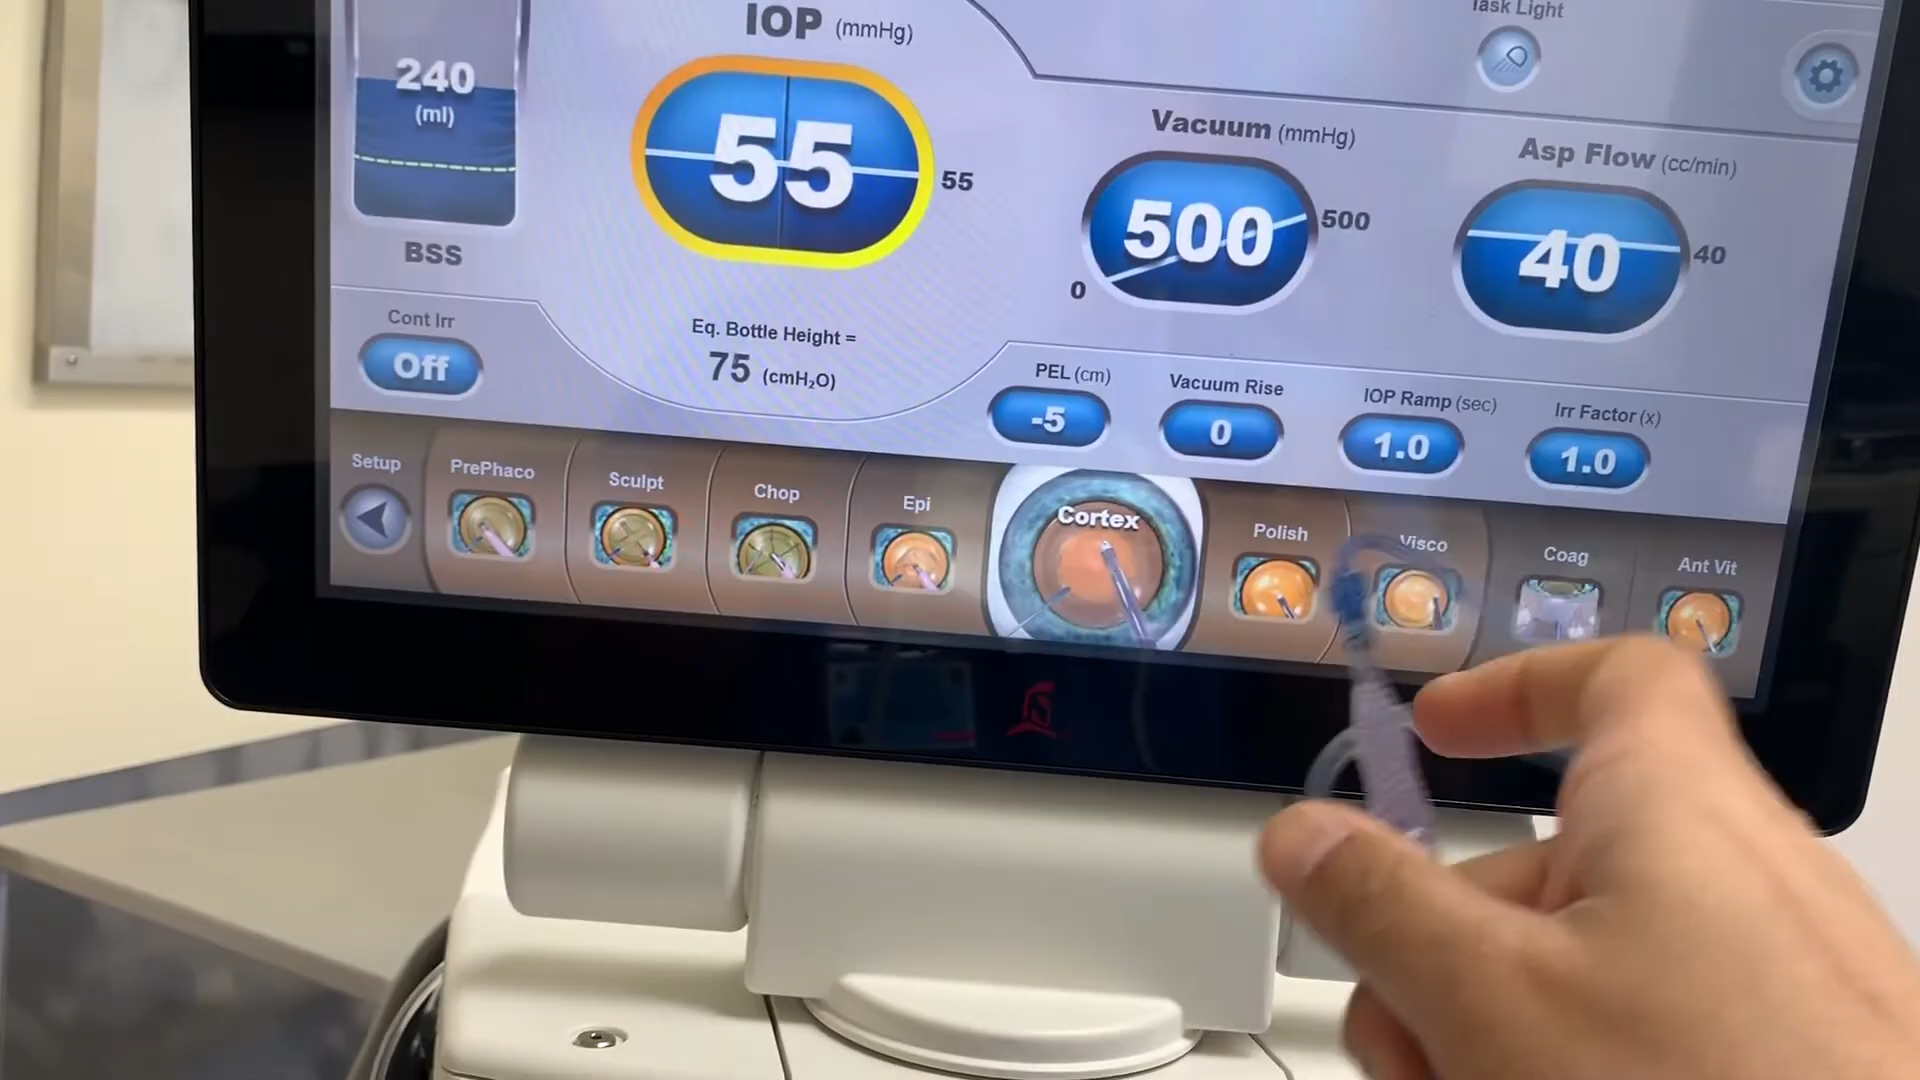 Task Light
IOP (mmHg)
240
(ml)
55
55
Vacuum (mmHg)
500
500
0
Asp Flow (cc/min)
40
40
BSS
Cont Irr
Off
Eq. Bottle Height =
75 (cmH₂O)
PEL (cm)
-5
Vacuum Rise
0
IOP Ramp (sec)
1.0
Irr Factor (x)
1.0
Setup
PrePhaco
Sculpt
Chop
Epi
Cortex
Polish
Visco
Coag
Ant Vit